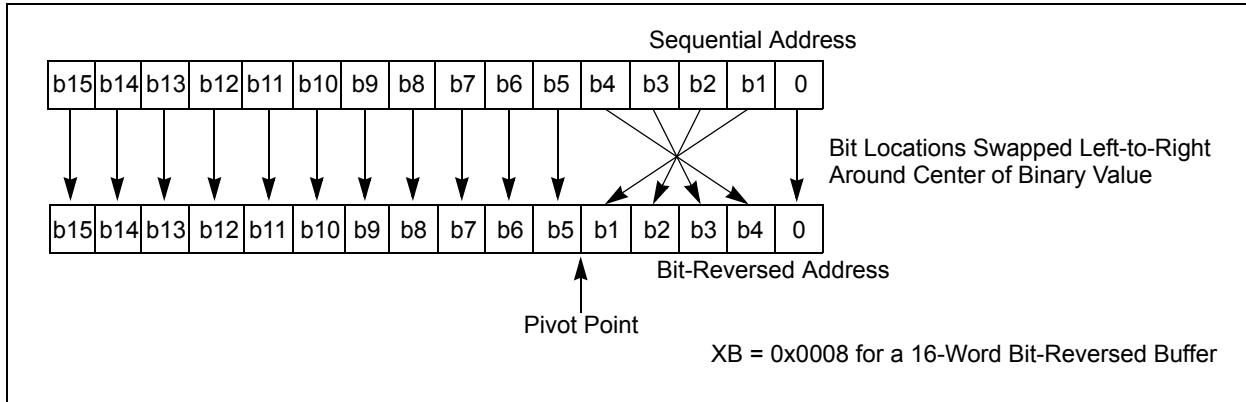 Sequential Address
b15 b14 b13 b12 b11 b10 b9 b8 b7 b6 b5 b4 b3 b2 b1 0
Bit Locations Swapped Left-to-Right
Around Center of Binary Value
b15 b14 b13 b12 b11 b10 b9 b8 b7 b6 b5 b1 b2 b3 b4 0
Bit-Reversed Address
Pivot Point
XB = 0x0008 for a 16-Word Bit-Reversed Buffer